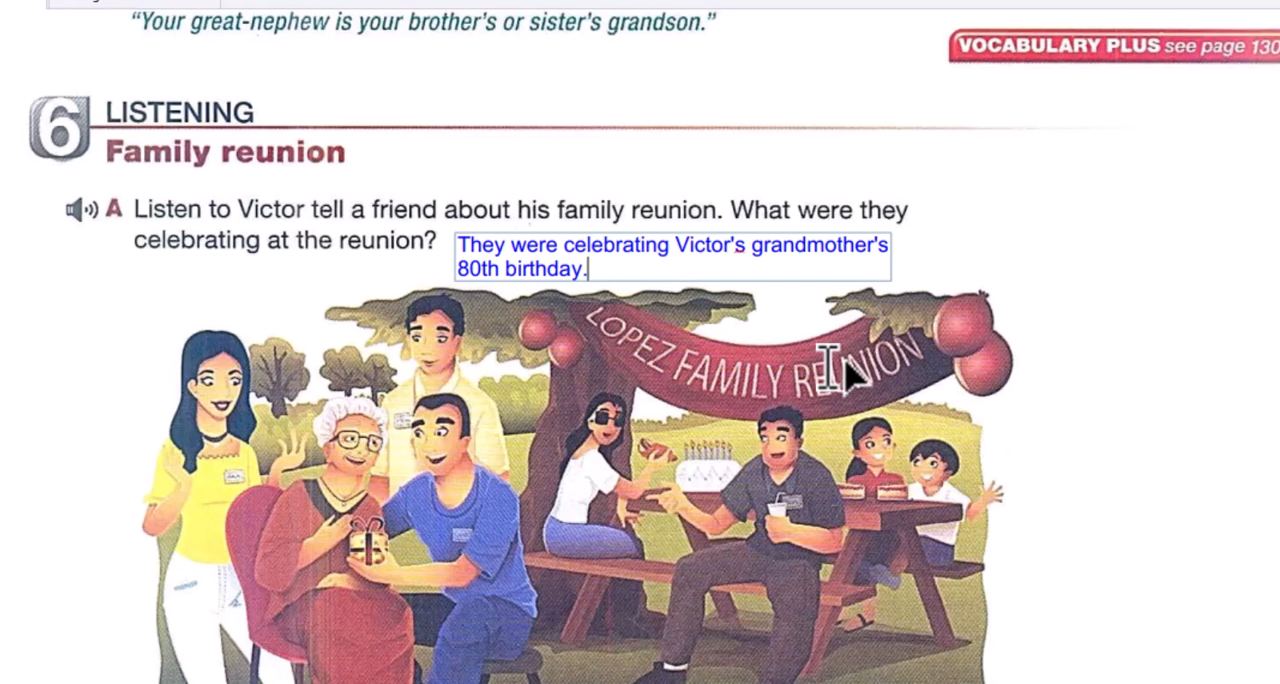 “Your great-nephew is your brother’s or sister’s grandson.”
VOCABULARY PLUS see page 130
6 LISTENING
Family reunion
A Listen to Victor tell a friend about his family reunion. What were they
celebrating at the reunion?
They were celebrating Victor's grandmother's
80th birthday.
LOPEZ FAMILY REUNION